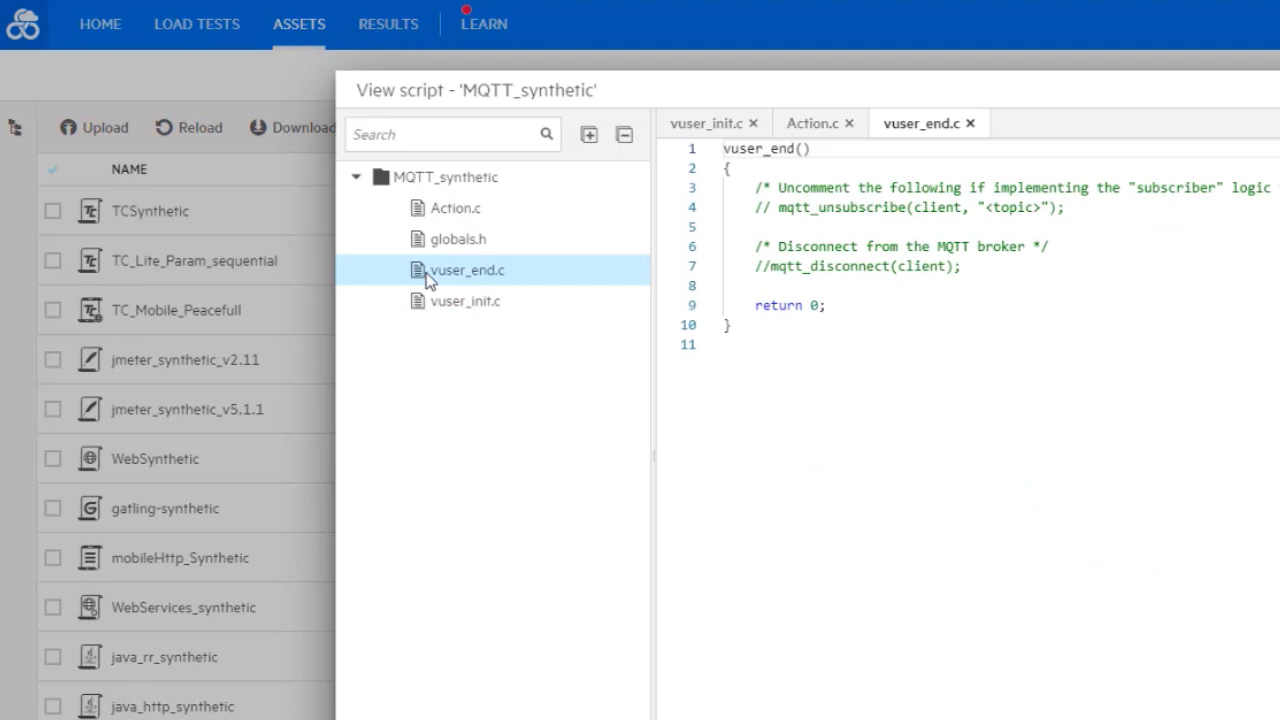 HOME LOAD TESTS ASSETS RESULTS LEARN
View script - 'MQTT_synthetic'
Upload Reload Download
NAME
TCSynthetic
TC_Lite_Param_sequential
TC_Mobile_Peacefull
jmeter_synthetic_v2.11
jmeter_synthetic_v5.1.1
WebSynthetic
gatling-synthetic
mobileHttp_Synthetic
WebServices_synthetic
java_rr_synthetic
java_http_synthetic
Search
MQTT_synthetic
Action.c
globals.h
vuser_end.c
vuser_init.c
vuser_init.c Action.c vuser_end.c
1 vuser_end()
2 {
3 /* Uncomment the following if implementing the "subscriber" logic
4 // mqtt_unsubscribe(client, "<topic>");
5
6 /* Disconnect from the MQTT broker */
7 //mqtt_disconnect(client);
8
9 return 0;
10 }
11